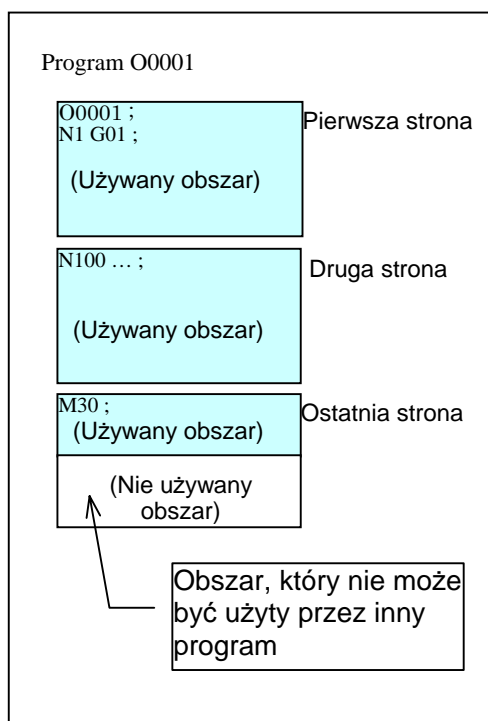 Program O0001
O0001 ;
N1 G01 ;
(Używany obszar)
Pierwsza strona
N100 … ;
(Używany obszar)
Druga strona
M30 ;
(Używany obszar)
Ostatnia strona
(Nie używany
obszar)
Obszar, który nie może
być użyty przez inny
program